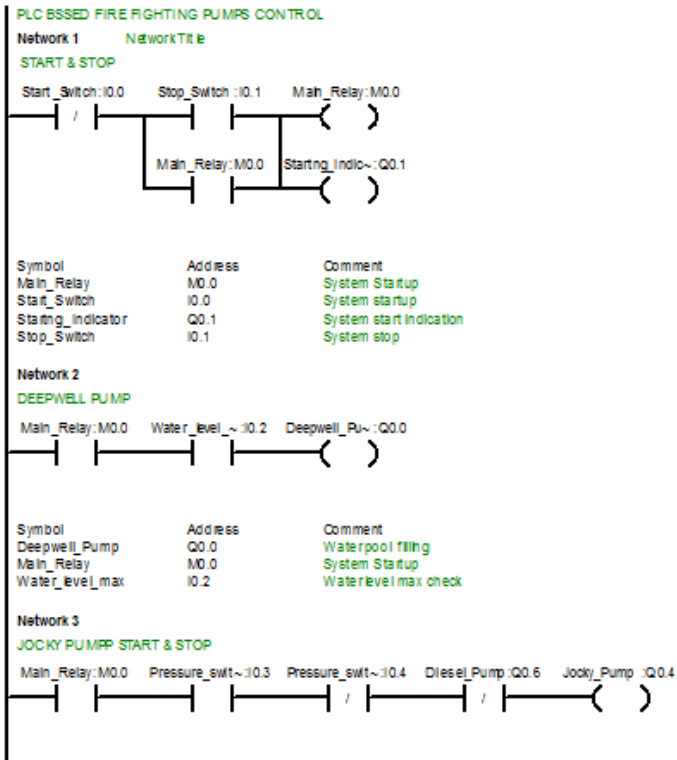 PLC BSSED FIRE FIGHTING PUMPS CONTROL
Network 1 Network Title
START & STOP
Start_Switch:I0.0 Stop_Switch :I0.1 Main_Relay:M0.0
/
Main_Relay:M0.0 Startng_Indic~:Q0.1
Symbol Address Comment
Main_Relay M0.0 System Startup
Start_Switch I0.0 System startup
Startng_Indicator Q0.1 System start indication
Stop_Switch I0.1 System stop
Network 2
DEEPWELL PUMP
Main_Relay:M0.0 Water_level_~:I0.2 Deepwell_Pu~:Q0.0
Symbol Address Comment
Deepwell_Pump Q0.0 Waterpool filling
Main_Relay M0.0 System Startup
Water_level_max I0.2 Waterlevel max check
Network 3
JOCKY PUMPP START & STOP
Main_Relay:M0.0 Pressure_swit~:I0.3 Pressure_swit~:I0.4 Diesel_Pump:Q0.6 Jocky_Pump :Q0.4
/ /